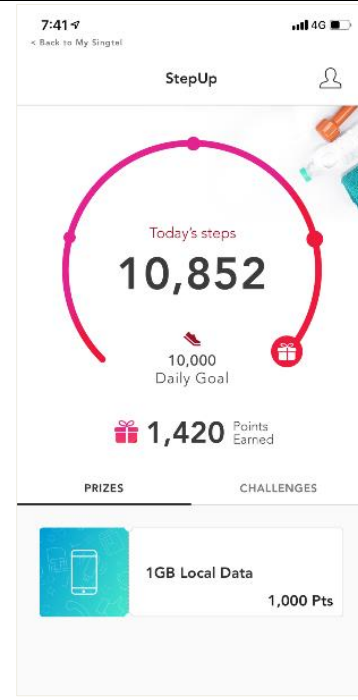 7:41
4G
< Back to My Singtel
StepUp
Today's steps
10,852
10,000
Daily Goal
1,420 Points Earned
PRIZES CHALLENGES
1GB Local Data
1,000 Pts